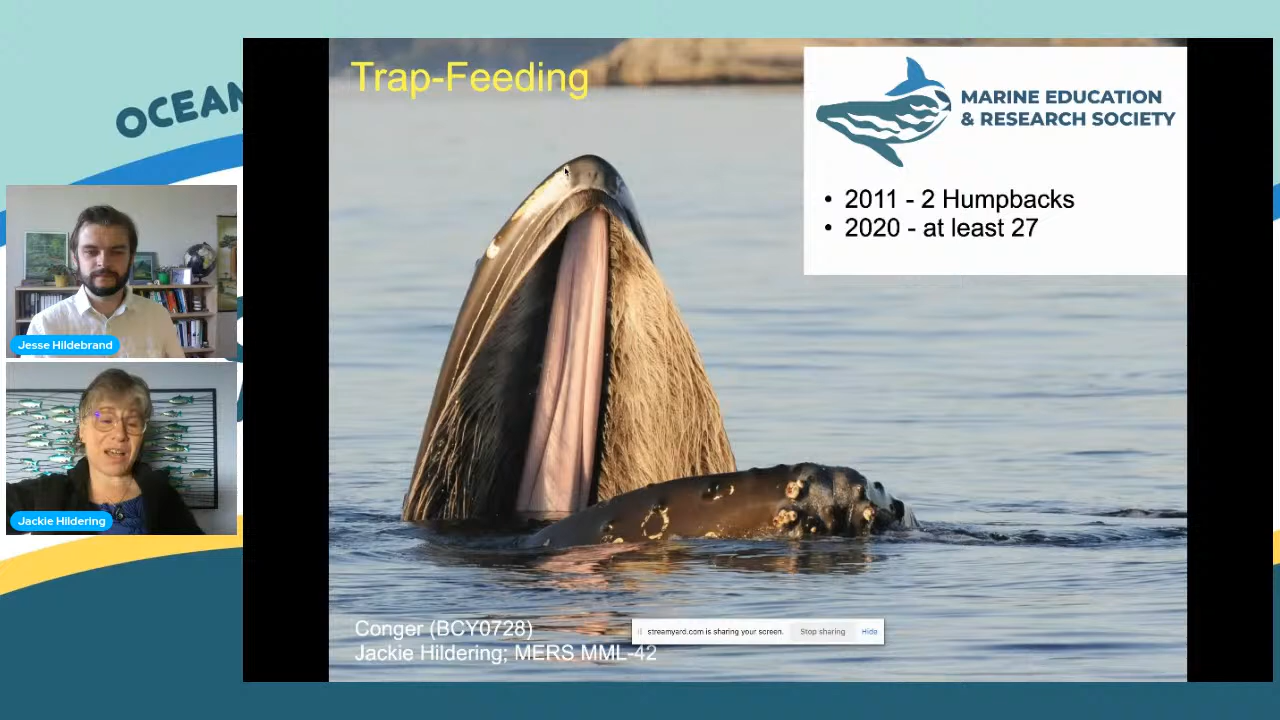 OCEAN
Trap-Feeding
MARINE EDUCATION
& RESEARCH SOCIETY
• 2011 - 2 Humpbacks
• 2020 - at least 27
Jesse Hildebrand
Jackie Hildering
Conger (BCY0728)
Jackie Hildering; MERS MML-42
streamyard.com is sharing your screen. Stop sharing Hide